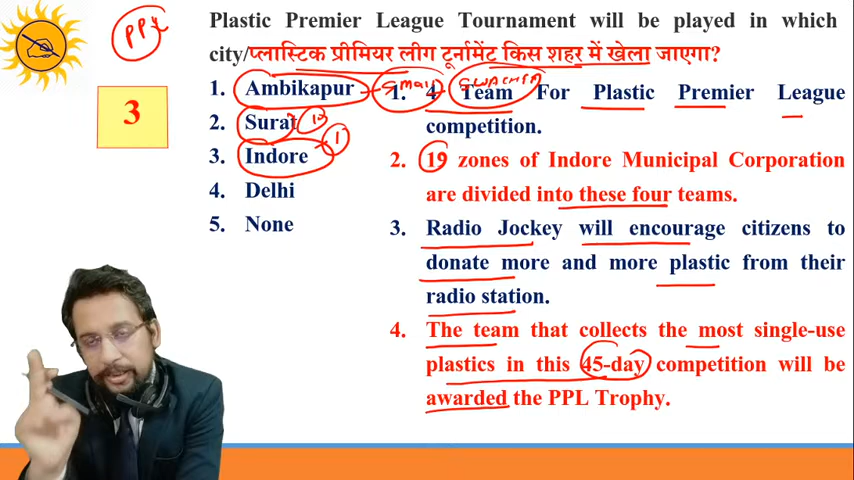 Plastic Premier League Tournament will be played in which
city/प्लास्टिक प्रीमियर लीग टूर्नामेंट किस शहर में खेला जाएगा?
PPL
3
1. Ambikapur
2. Surat
3. Indore
4. Delhi
5. None
1. 4 Team For Plastic Premier League
competition.
2. 19 zones of Indore Municipal Corporation
are divided into these four teams.
3. Radio Jockey will encourage citizens to
donate more and more plastic from their
radio station.
4. The team that collects the most single-use
plastics in this 45-day competition will be
awarded the PPL Trophy.